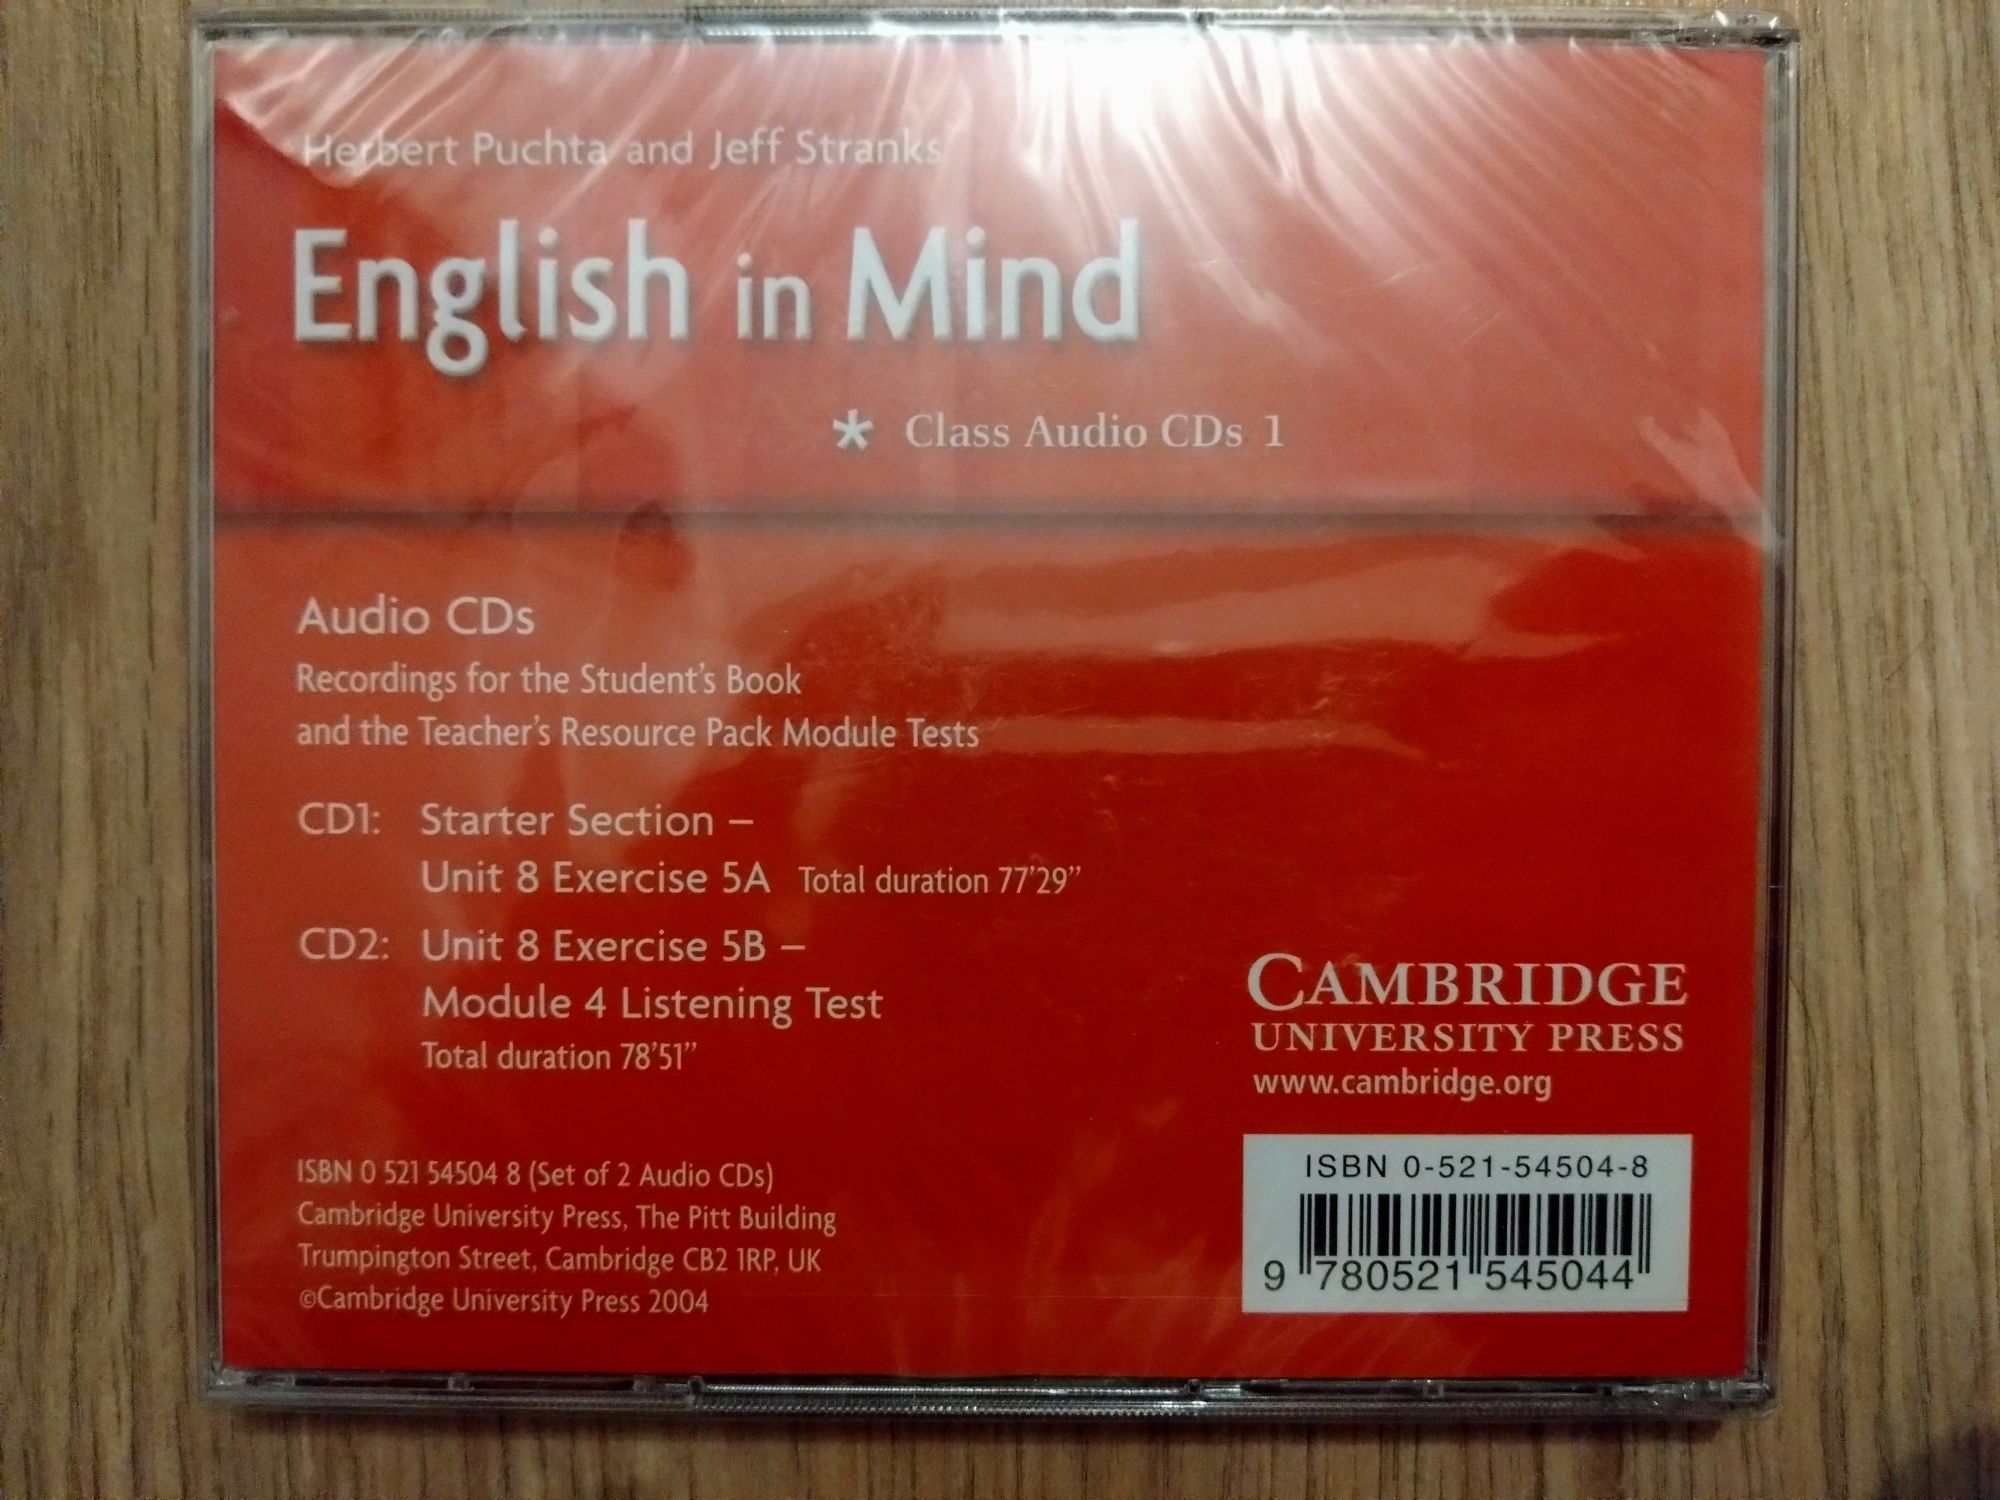 Herbert Puchta and Jeff Stranks
English in Mind
* Class Audio CDs 1
Audio CDs
Recordings for the Student's Book
and the Teacher's Resource Pack Module Tests
CD1: Starter Section –
Unit 8 Exercise 5A Total duration 77'29”
CD2: Unit 8 Exercise 5B –
Module 4 Listening Test
Total duration 78'51”
CAMBRIDGE
UNIVERSITY PRESS
www.cambridge.org
ISBN 0 521 54504 8 (Set of 2 Audio CDs)
Cambridge University Press, The Pitt Building
Trumpington Street, Cambridge CB2 1RP, UK
©Cambridge University Press 2004
ISBN 0-521-54504-8
9 780521 545044